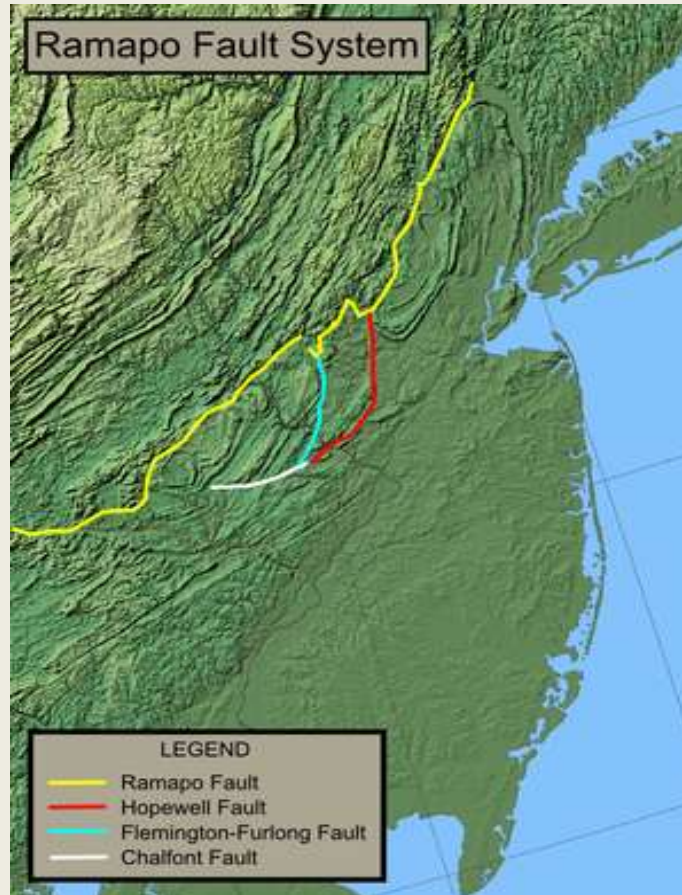 Ramapo Fault System
LEGEND
Ramapo Fault
Hopewell Fault
Flemington-Furlong Fault
Chalfont Fault